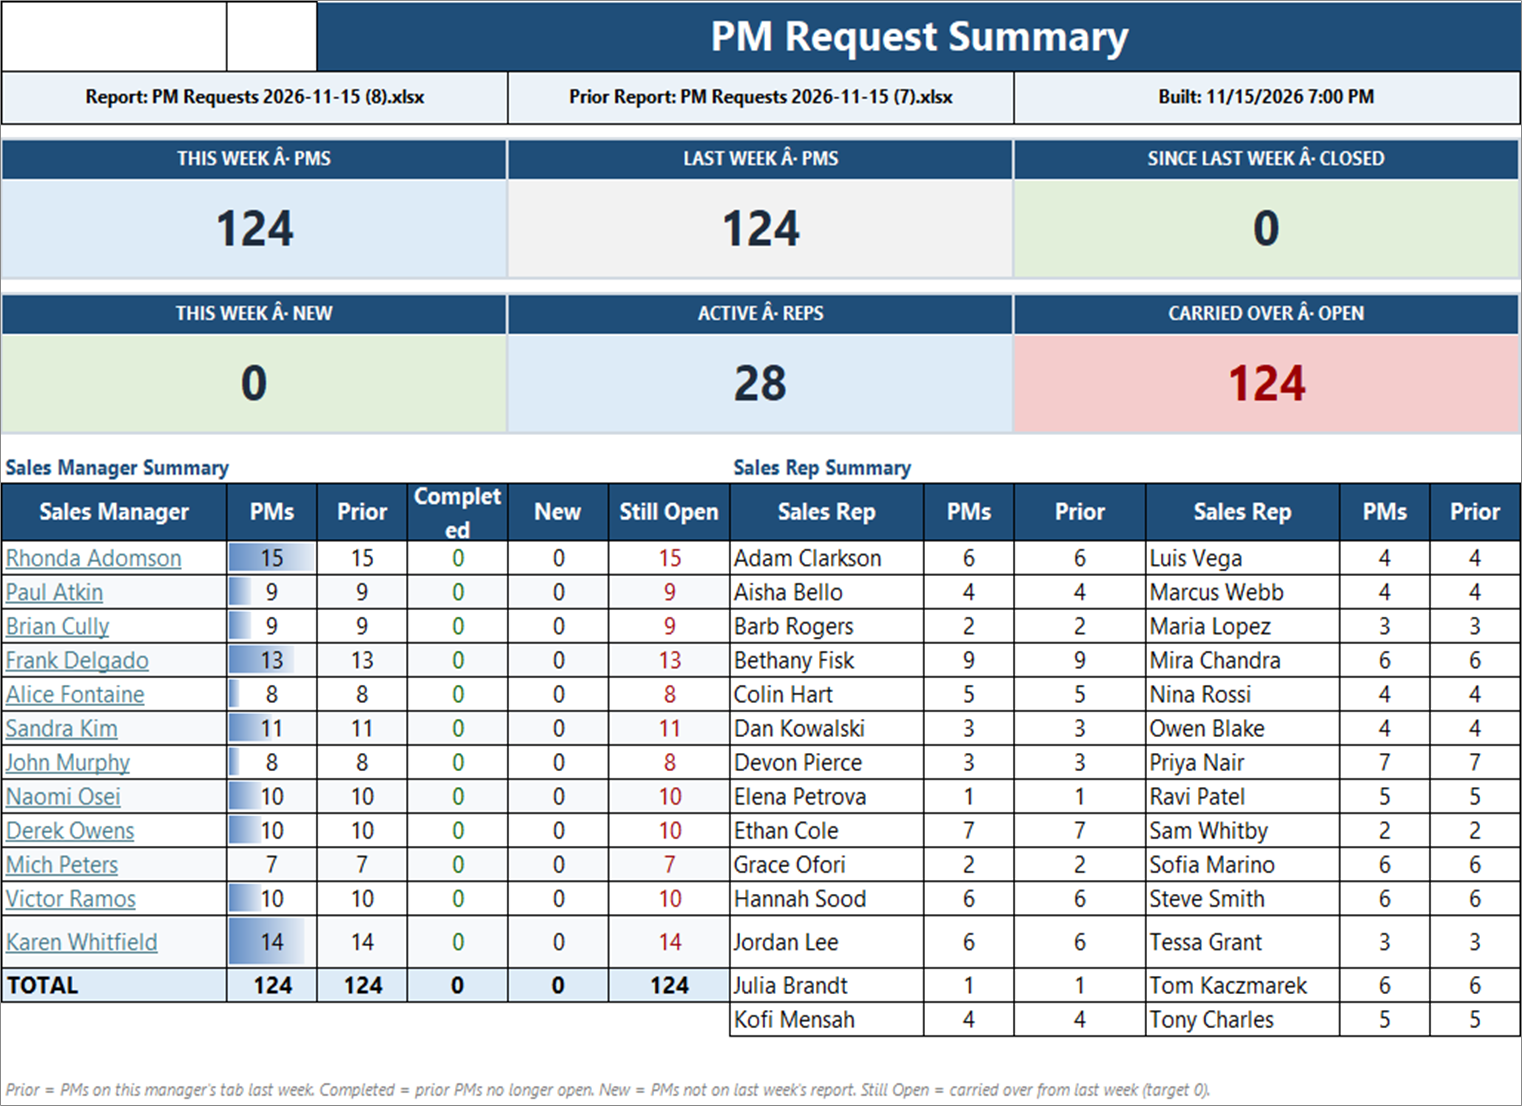 PM Request Summary
Report: PM Requests 2026-11-15 (8).xlsx Prior Report: PM Requests 2026-11-15 (7).xlsx Built: 11/15/2026 7:00 PM
THIS WEEK Â· PMS LAST WEEK Â· PMS SINCE LAST WEEK Â· CLOSED
124 124 0
THIS WEEK Â· NEW ACTIVE Â· REPS CARRIED OVER Â· OPEN
0 28 124
Sales Manager Summary Sales Rep Summary
Sales Manager PMs Prior Completed New Still Open Sales Rep PMs Prior Sales Rep PMs Prior
Rhonda Adomson 15 15 0 0 15 Adam Clarkson 6 6 Luis Vega 4 4
Paul Atkin 9 9 0 0 9 Aisha Bello 4 4 Marcus Webb 4 4
Brian Cully 9 9 0 0 9 Barb Rogers 2 2 Maria Lopez 3 3
Frank Delgado 13 13 0 0 13 Bethany Fisk 9 9 Mira Chandra 6 6
Alice Fontaine 8 8 0 0 8 Colin Hart 5 5 Nina Rossi 4 4
Sandra Kim 11 11 0 0 11 Dan Kowalski 3 3 Owen Blake 4 4
John Murphy 8 8 0 0 8 Devon Pierce 3 3 Priya Nair 7 7
Naomi Osei 10 10 0 0 10 Elena Petrova 1 1 Ravi Patel 5 5
Derek Owens 10 10 0 0 10 Ethan Cole 7 7 Sam Whitby 2 2
Mich Peters 7 7 0 0 7 Grace Ofori 2 2 Sofia Marino 6 6
Victor Ramos 10 10 0 0 10 Hannah Sood 6 6 Steve Smith 6 6
Karen Whitfield 14 14 0 0 14 Jordan Lee 6 6 Tessa Grant 3 3
TOTAL 124 124 0 0 124 Julia Brandt 1 1 Tom Kaczmarek 6 6
Kofi Mensah 4 4 Tony Charles 5 5
Prior = PMs on this manager's tab last week. Completed = prior PMs no longer open. New = PMs not on last week's report. Still Open = carried over from last week (target 0).